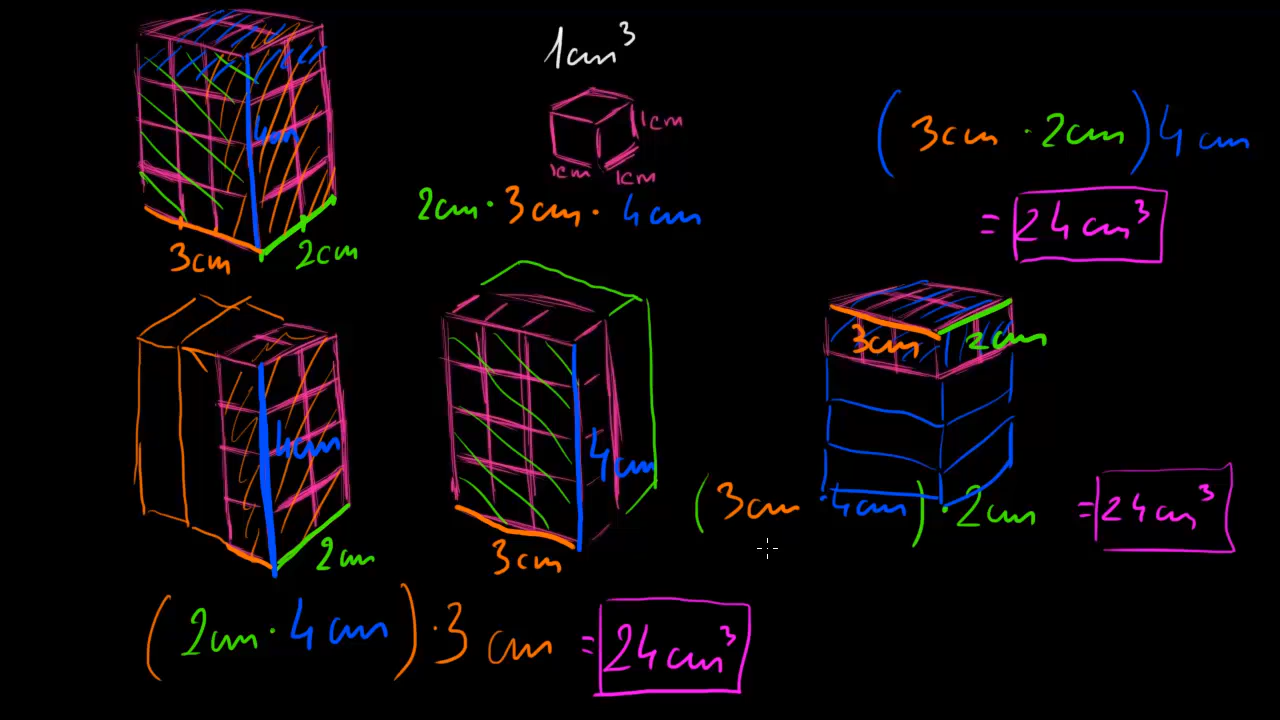 1cm³
1cm
1cm 1cm
4cm
3cm 2cm
2cm · 3cm · 4cm
(3cm · 2cm) 4cm
= 24cm³
4cm
2cm
4cm
3cm
3cm 2cm
(3cm · 4cm) · 2cm = 24cm³
(2cm · 4cm) · 3cm = 24cm³